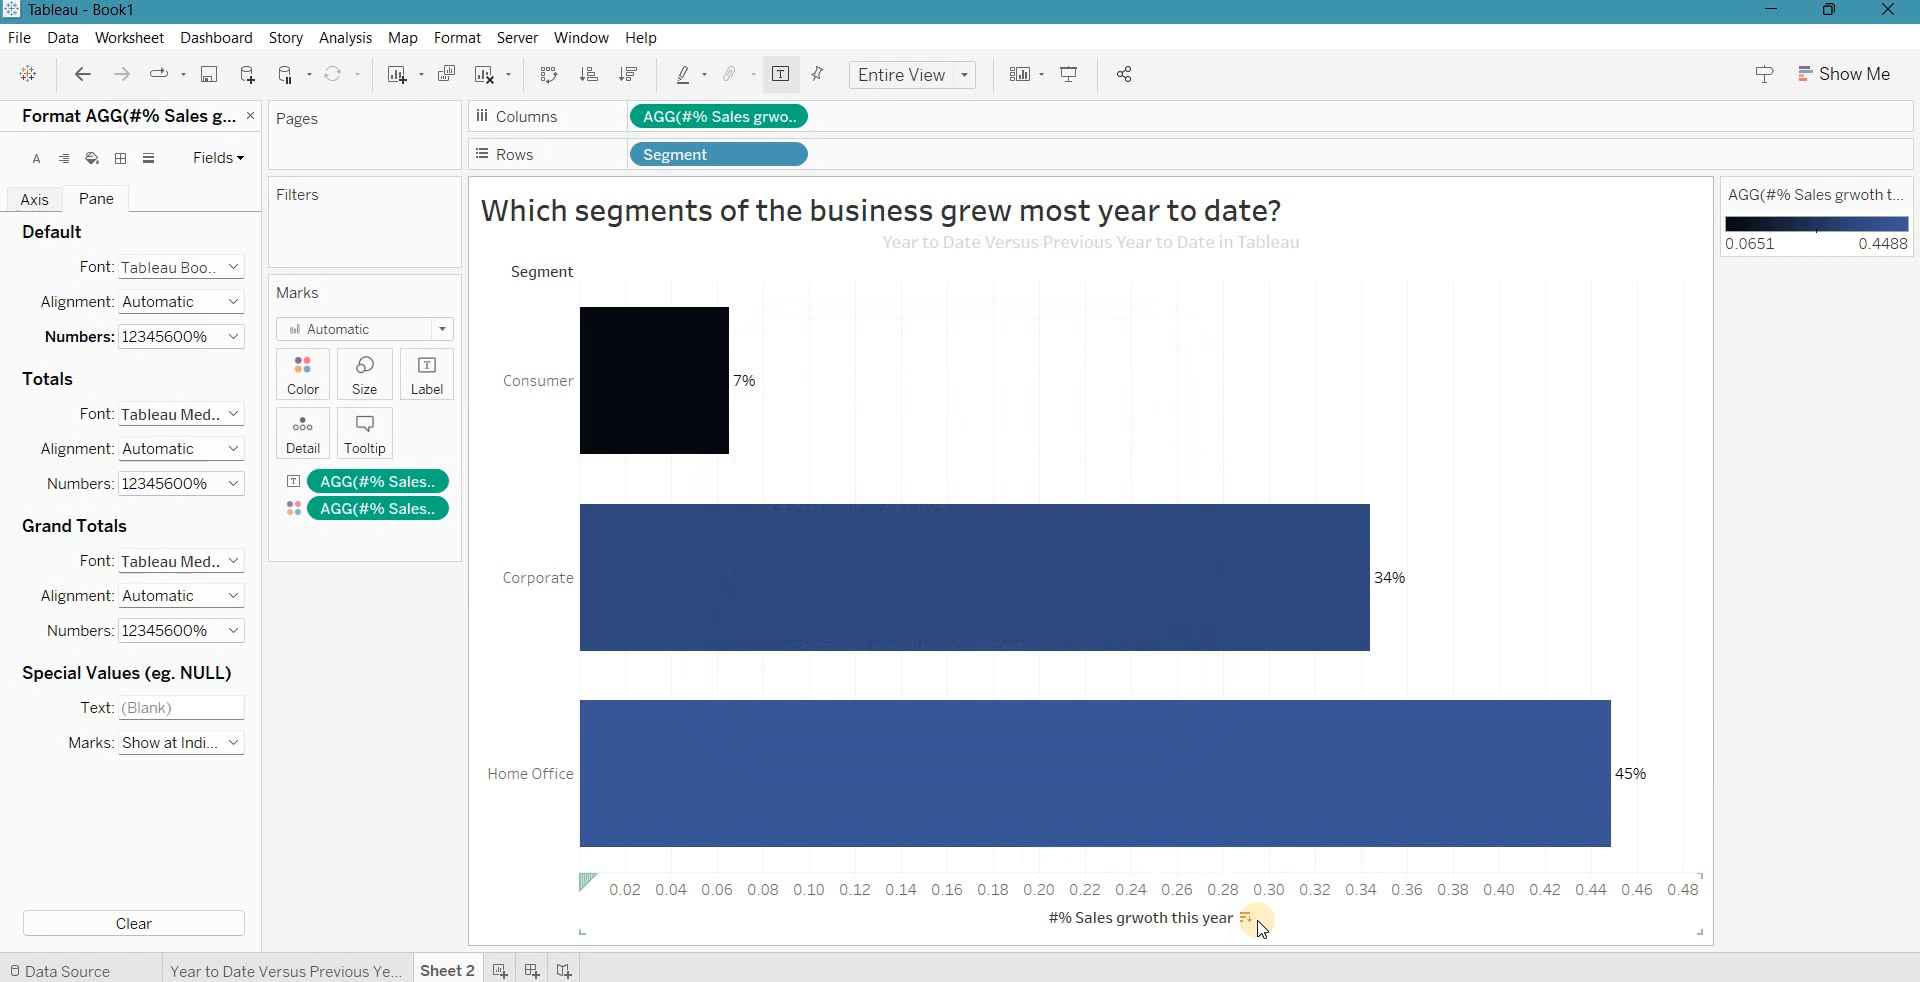 Tableau - Book1
File Data Worksheet Dashboard Story Analysis Map Format Server Window Help
Entire View
Show Me
Format AGG(#% Sales g...
Fields
Axis Pane
Default
Font: Tableau Boo..
Alignment: Automatic
Numbers: 12345600%
Totals
Font: Tableau Med..
Alignment: Automatic
Numbers: 12345600%
Grand Totals
Font: Tableau Med..
Alignment: Automatic
Numbers: 12345600%
Special Values (eg. NULL)
Text: (Blank)
Marks: Show at Indi...
Clear
Pages
Filters
Marks
Automatic
Color Size Label
Detail Tooltip
AGG(#% Sales..
AGG(#% Sales..
Columns AGG(#% Sales grwo..
Rows Segment
Which segments of the business grew most year to date?
Year to Date Versus Previous Year to Date in Tableau
Segment
Consumer 7%
Corporate 34%
Home Office 45%
0.02 0.04 0.06 0.08 0.10 0.12 0.14 0.16 0.18 0.20 0.22 0.24 0.26 0.28 0.30 0.32 0.34 0.36 0.38 0.40 0.42 0.44 0.46 0.48
#% Sales grwoth this year
AGG(#% Sales grwoth t...
0.0651 0.4488
Data Source Year to Date Versus Previous Ye... Sheet 2